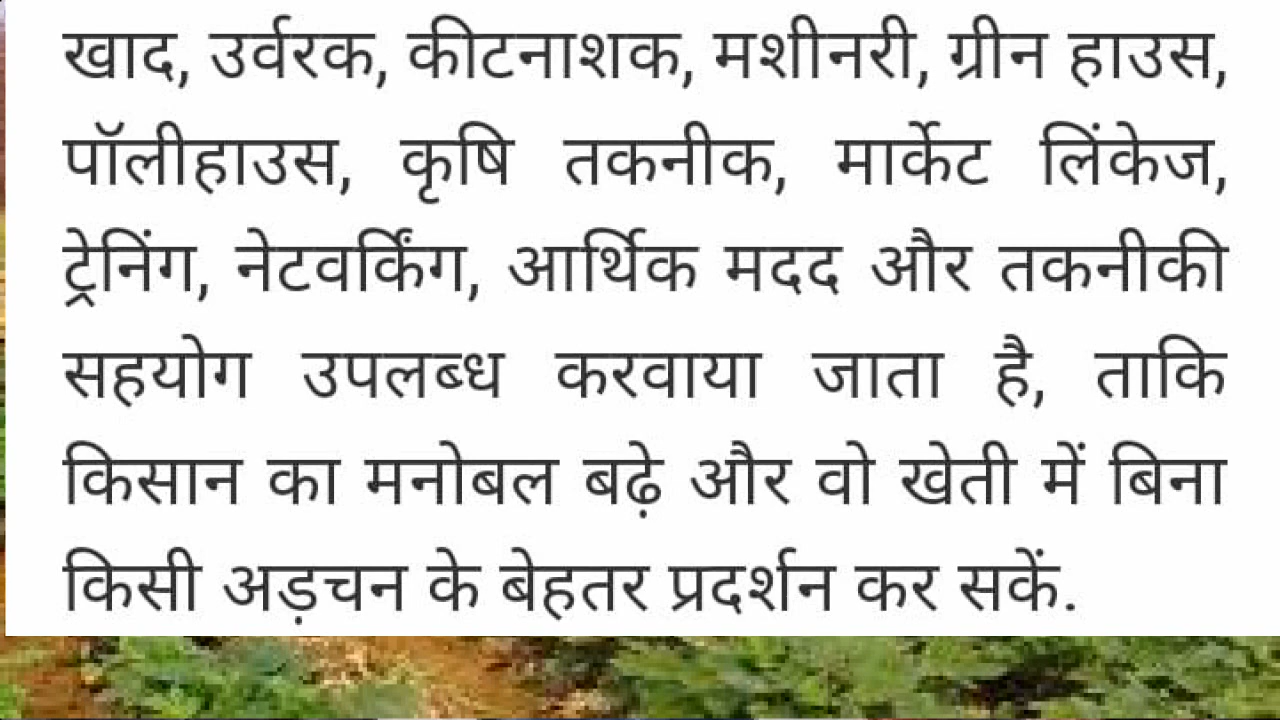 खाद, उर्वरक, कीटनाशक, मशीनरी, ग्रीन हाउस,
पॉलीहाउस, कृषि तकनीक, मार्केट लिंकेज,
ट्रेनिंग, नेटवर्किंग, आर्थिक मदद और तकनीकी
सहयोग उपलब्ध करवाया जाता है, ताकि
किसान का मनोबल बढ़े और वो खेती में बिना
किसी अड़चन के बेहतर प्रदर्शन कर सकें.